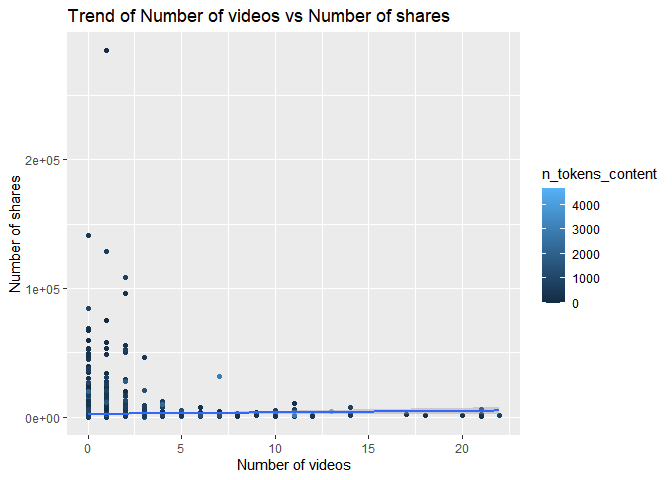 Trend of Number of videos vs Number of shares
Number of shares
2e+05
1e+05
0e+00
0 5 10 15 20
Number of videos
n_tokens_content
4000
3000
2000
1000
0